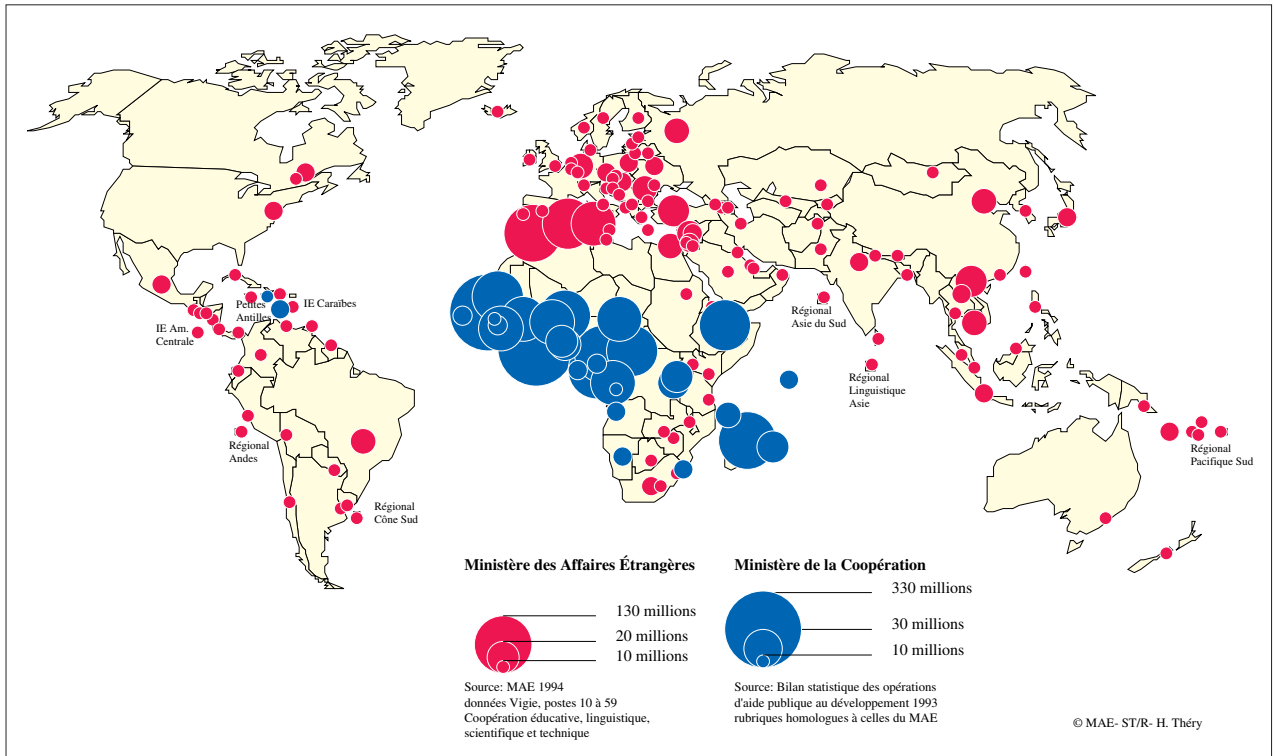 Petites
Antilles
IE Caraïbes
IE Am.
Centrale
Régional
Andes
Régional
Cône Sud
Régional
Asie du Sud
Régional
Linguistique
Asie
Régional
Pacifique Sud
Ministère des Affaires Étrangères
130 millions
20 millions
10 millions
Source: MAE 1994
données Vigie, postes 10 à 59
Coopération éducative, linguistique,
scientifique et technique
Ministère de la Coopération
330 millions
30 millions
10 millions
Source: Bilan statistique des opérations
d'aide publique au développement 1993
rubriques homologues à celles du MAE
© MAE- ST/R- H. Théry